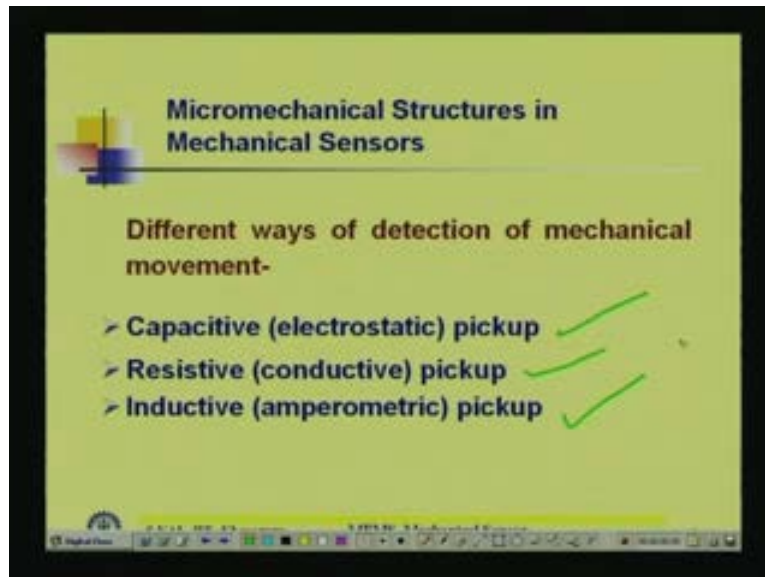 Micromechanical Structures in
Mechanical Sensors
Different ways of detection of mechanical
movement-
➢ Capacitive (electrostatic) pickup
➢ Resistive (conductive) pickup
➢ Inductive (amperometric) pickup